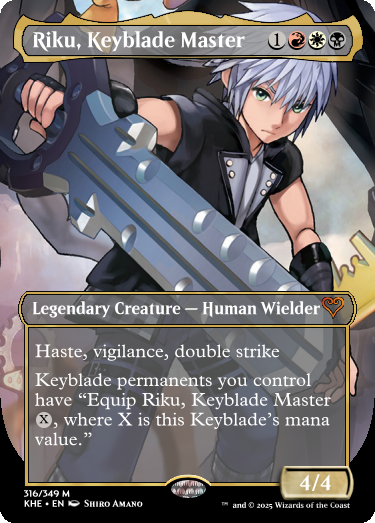 Riku, Keyblade Master 1
Legendary Creature — Human Wielder
Haste, vigilance, double strike
Keyblade permanents you control
have “Equip Riku, Keyblade Master
X, where X is this Keyblade’s mana
value.”
4/4
316/349 M
KHE • EN Shiro Amano
™ and © 2025 Wizards of the Coast